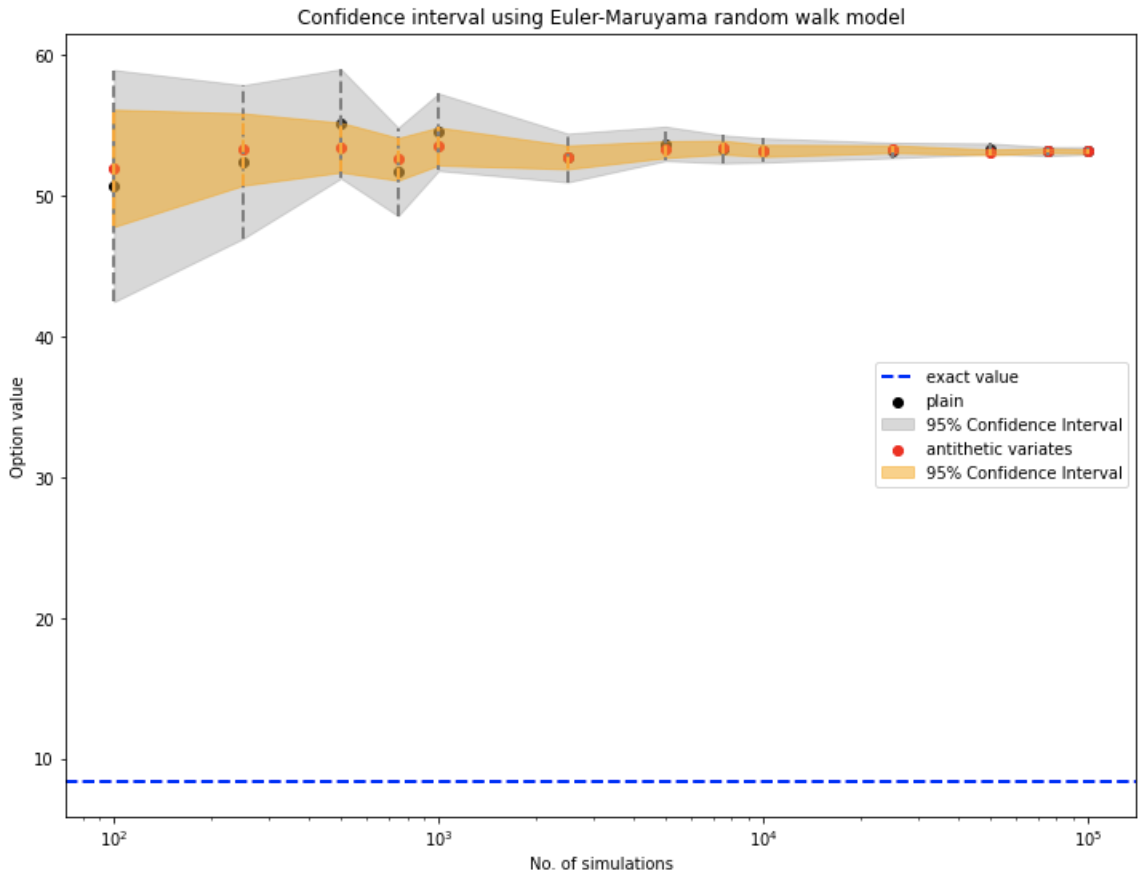 Confidence interval using Euler-Maruyama random walk model
60
50
40
30
20
10
Option value
exact value
plain
95% Confidence Interval
antithetic variates
95% Confidence Interval
10²
10³
10⁴
10⁵
No. of simulations